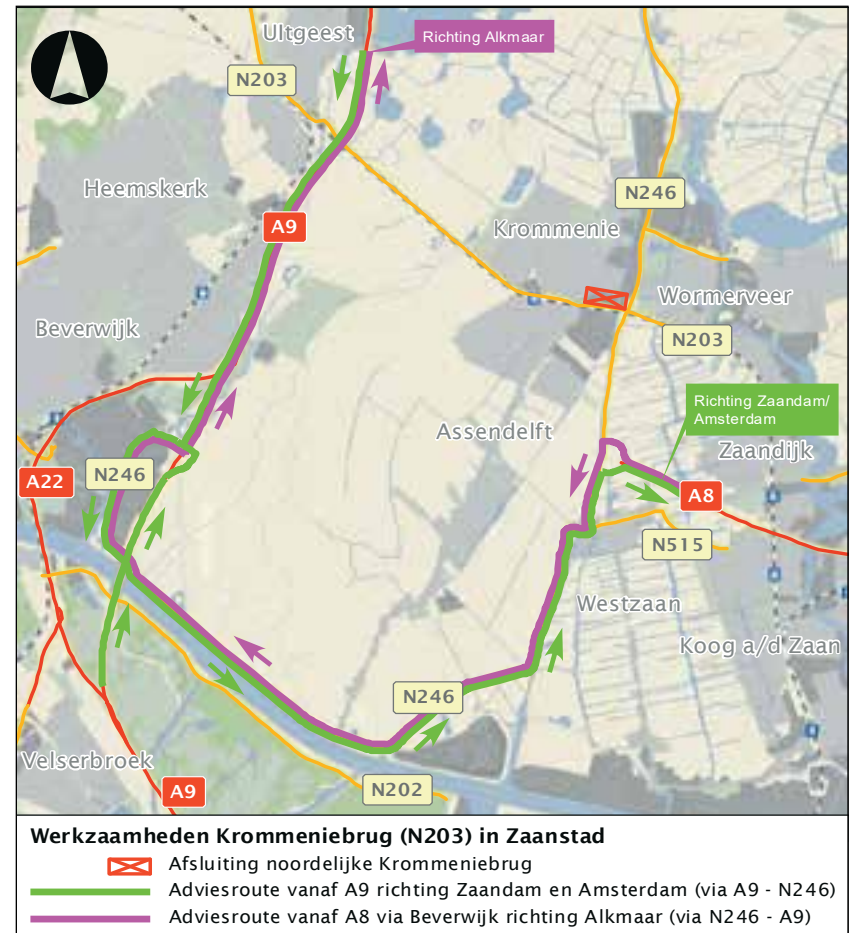 Uitgeest
Richting Alkmaar
N203
Heemskerk
N246
A9
Krommenie
Wormerveer
Beverwijk
N203
Richting Zaandam/
Amsterdam
Assendelft
Zaandijk
N246
A22
A8
N515
Westzaan
Koog a/d Zaan
N246
Velserbroek
A9
N202
Werkzaamheden Krommeniebrug (N203) in Zaanstad
Afsluiting noordelijke Krommeniebrug
Adviesroute vanaf A9 richting Zaandam en Amsterdam (via A9 - N246)
Adviesroute vanaf A8 via Beverwijk richting Alkmaar (via N246 - A9)